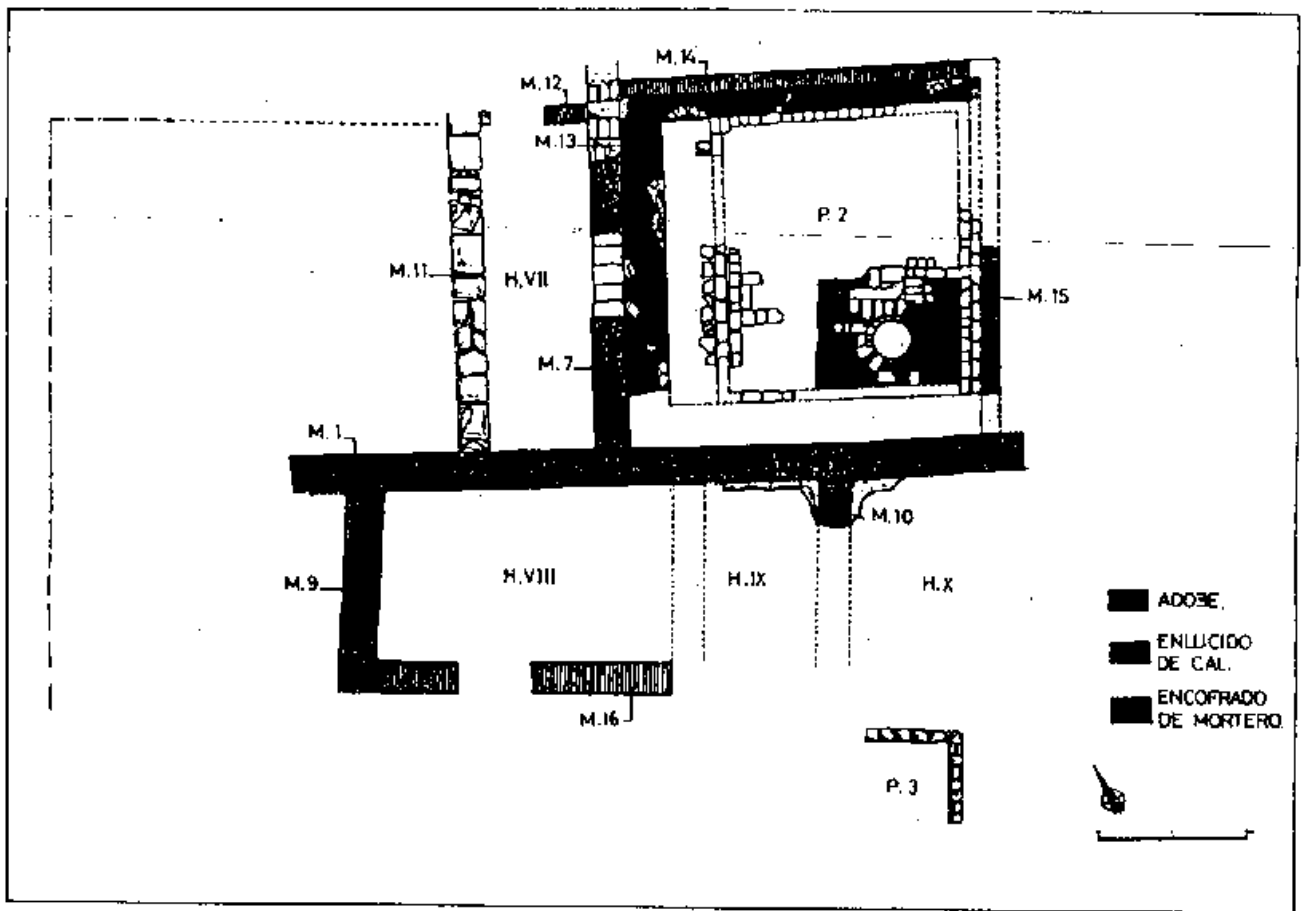 M.14
M.12
M.13
P.2
M.11
H.VII
M.15
M.7
M.1
M.10
M.9
H.VIII
H.IX
H.X
M.16
P.3
ADOBE.
ENLUCIDO
DE CAL.
ENCOFRADO
DE MORTERO.